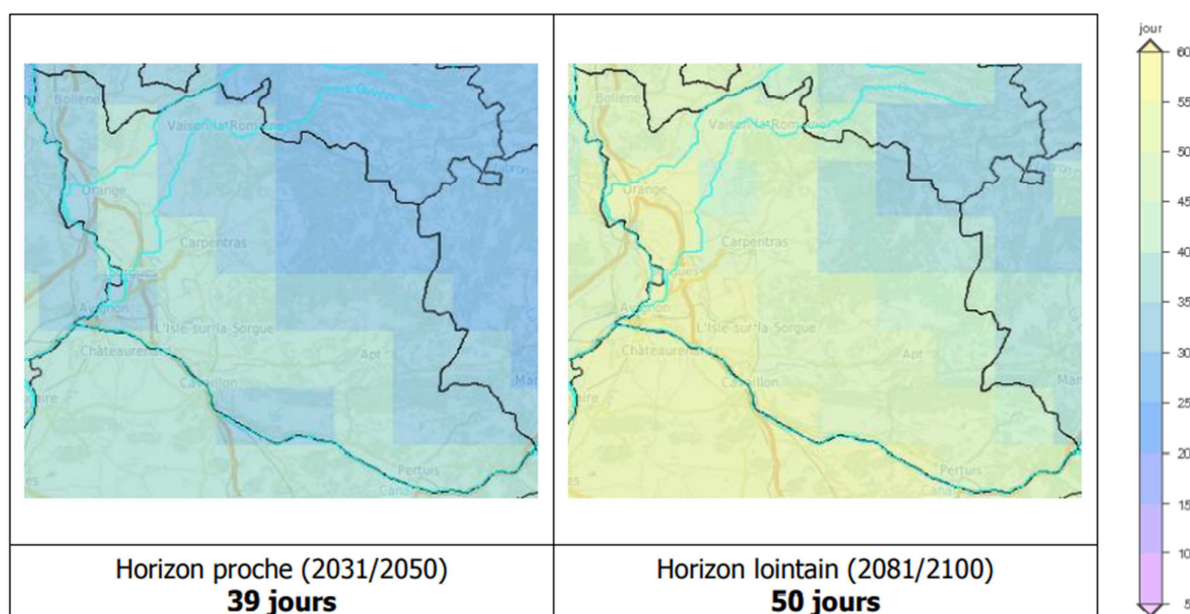 jour
60
55
50
45
40
35
30
25
20
15
10
5
Bollène
Vaison-la-Romaine
Orange
Carpentras
Avignon
L'Isle-sur-la-Sorgue
Châteaurenard
Apt
Cavaillon
Pertuis
Bollène
Vaison-la-Romaine
Orange
Carpentras
Avignon
L'Isle-sur-la-Sorgue
Châteaurenard
Apt
Cavaillon
Pertuis
Horizon proche (2031/2050)
39 jours
Horizon lointain (2081/2100)
50 jours